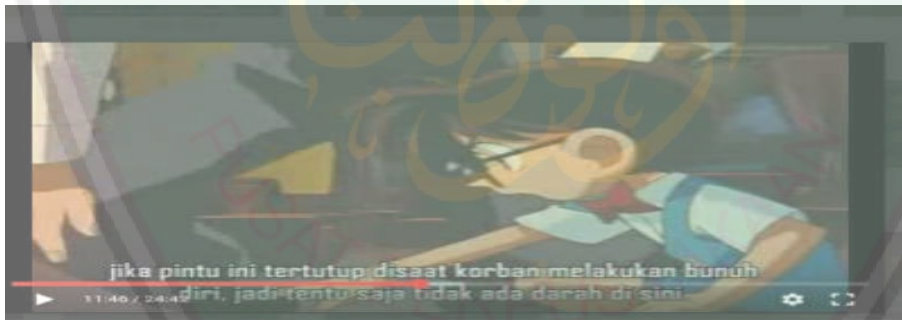 jika pintu ini tertutup disaat korban melakukan bunuh
diri, jadi tentu saja tidak ada darah di sini
11:46 / 24:49